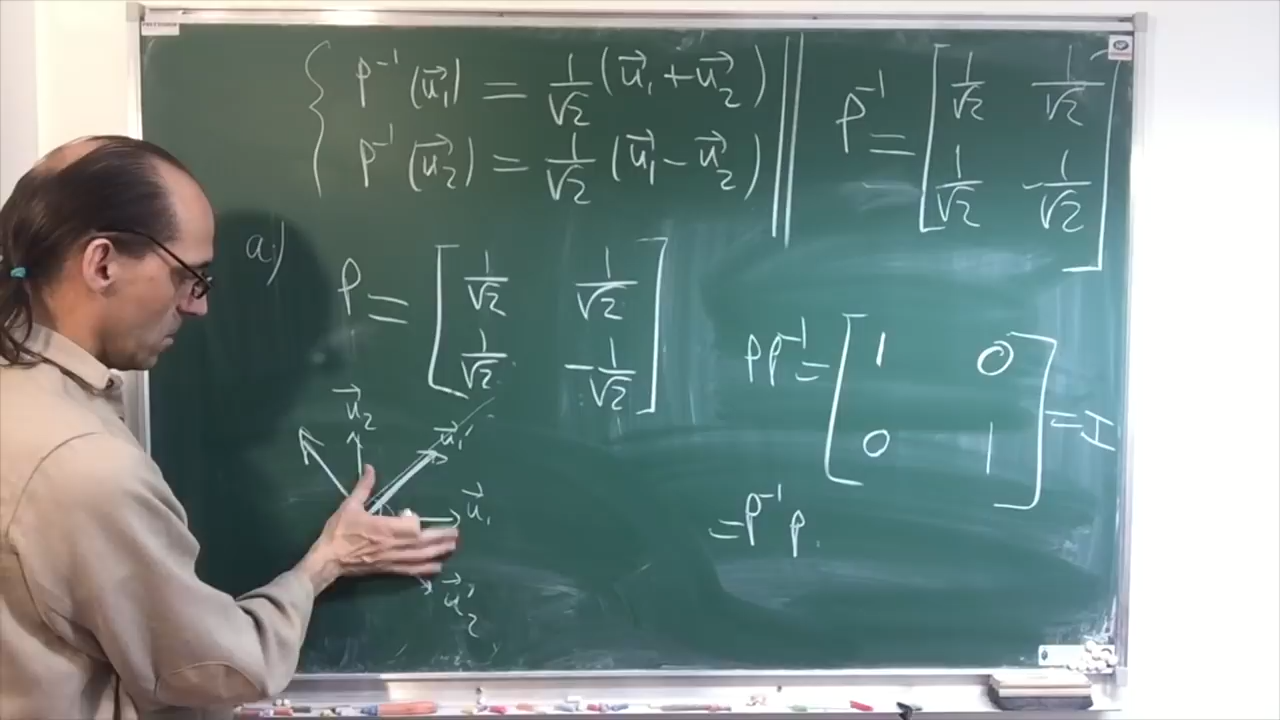 P⁻¹(u⃗₁) = 1/√2 (u⃗₁ + u⃗₂)
P⁻¹(u⃗₂) = 1/√2 (u⃗₁ − u⃗₂)
P⁻¹ = [1/√2 1/√2
1/√2 −1/√2]
a)
P = [1/√2 1/√2
1/√2 −1/√2]
PP⁻¹ = [1 0
0 1] = I
= P⁻¹ P
u⃗₂
u⃗₁'
u⃗₁
u⃗₂'